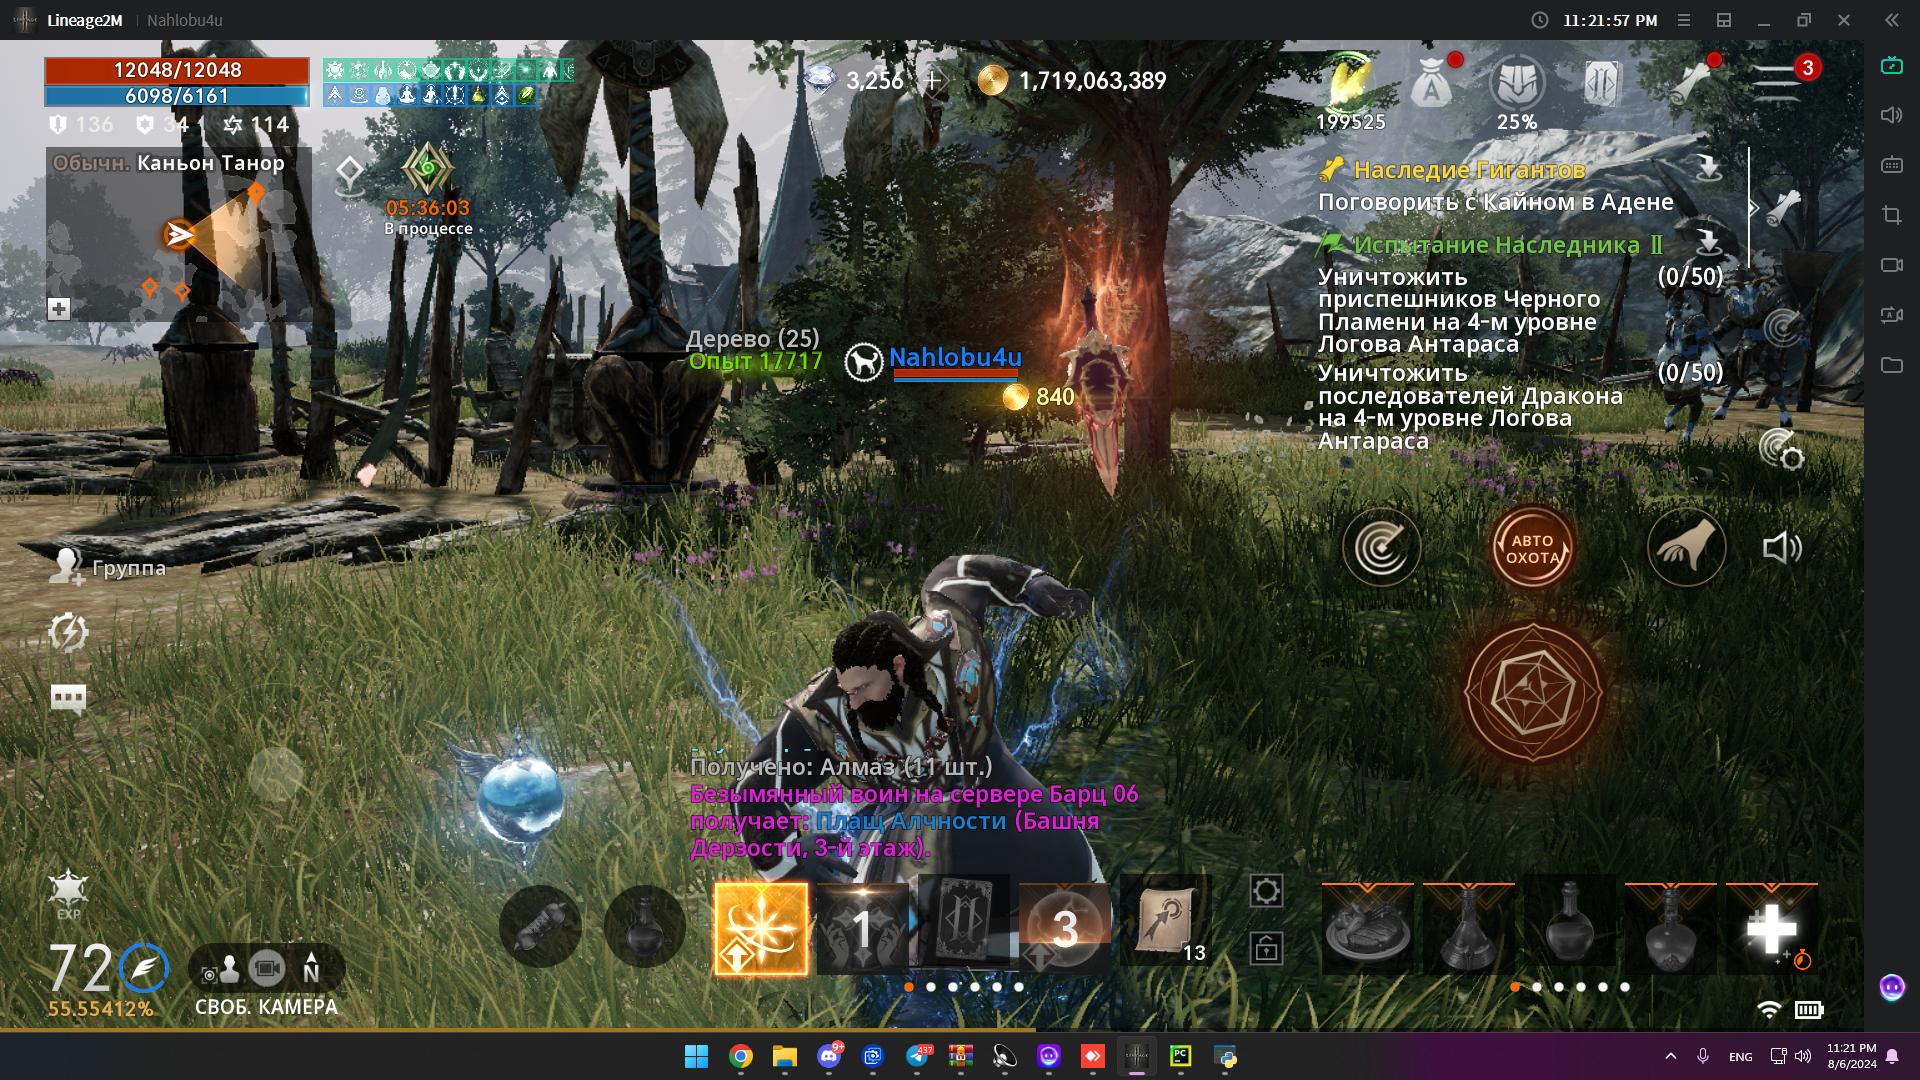 Lineage2M
Nahlobu4u
11:21:57 PM
12048/12048
6098/6161
136
34
114
3,256
1,719,063,389
199525
25%
3
Обычн. Каньон Танор
05:36:03
В процессе
Наследие Гигантов
Поговорить с Кайном в Адене
Испытание Наследника Ⅱ
Уничтожить (0/50)
приспешников Черного
Пламени на 4-м уровне
Логова Антараса
Уничтожить (0/50)
последователей Дракона
на 4-м уровне Логова
Антараса
Дерево (25)
Опыт 17717
Nahlobu4u
840
АВТО
ОХОТА
Группа
Получено: Алмаз (11 шт.)
Безымянный воин на сервере Барц 06
получает: Плащ Алчности (Башня
Дерзости, 3-й этаж).
EXP
72
55.55412%
N
СВОБ. КАМЕРА
1
3
13
9+
437
PC
ENG
11:21 PM
8/6/2024